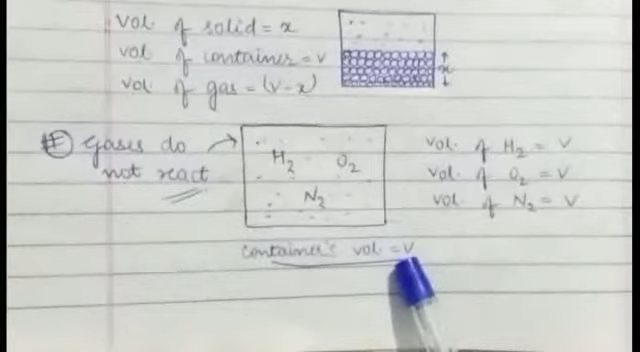 vol. of solid = x
vol of container = v
vol of gas = (v-x)
x
(E) Gases do
not react
H2 O2
N2
vol. of H2 = V
vol. of O2 = V
vol of N2 = V
container's vol = V